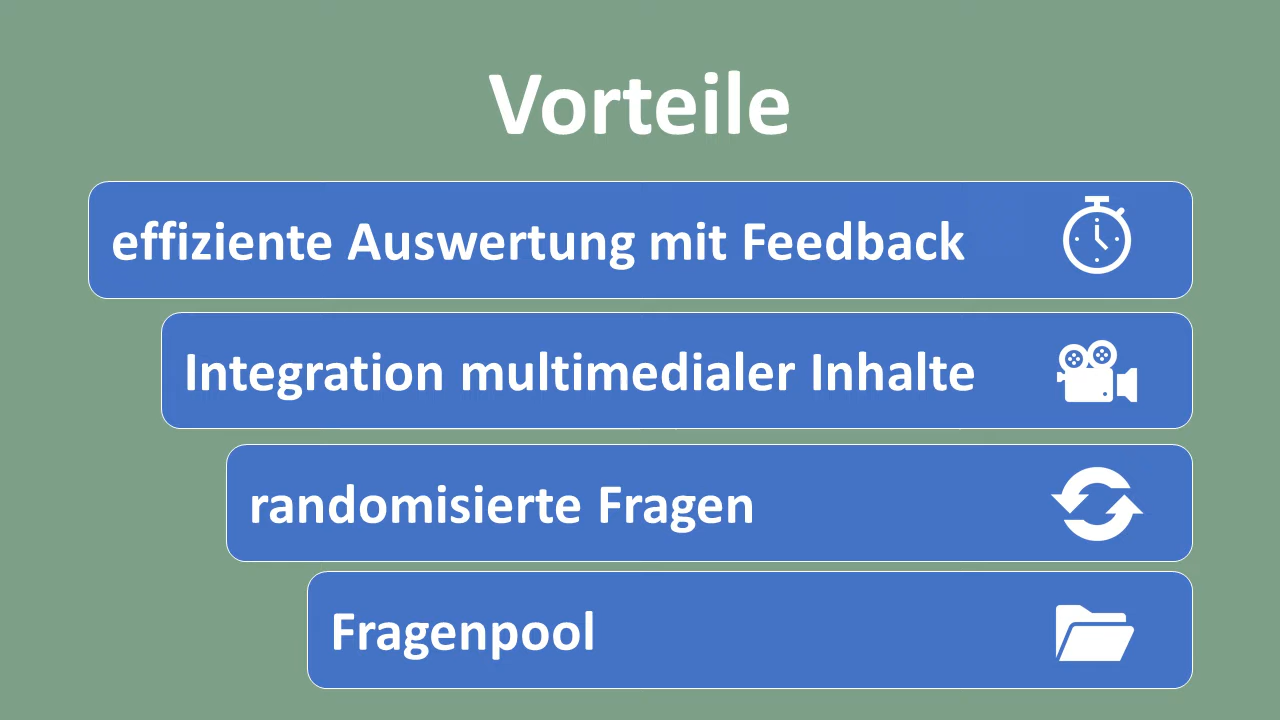 Vorteile
effiziente Auswertung mit Feedback
Integration multimedialer Inhalte
randomisierte Fragen
Fragenpool